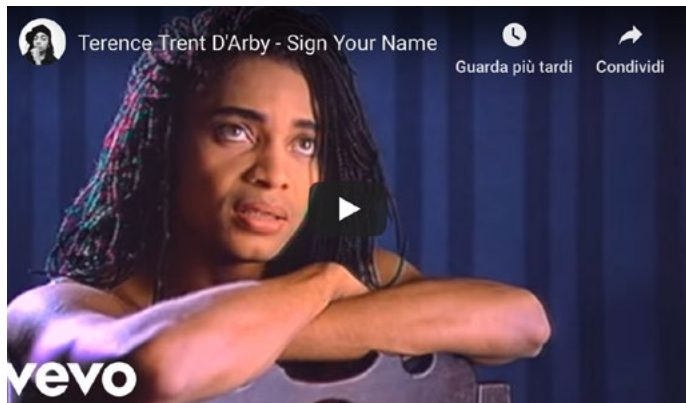 Terence Trent D'Arby - Sign Your Name
Guarda più tardi
Condividi
vevo